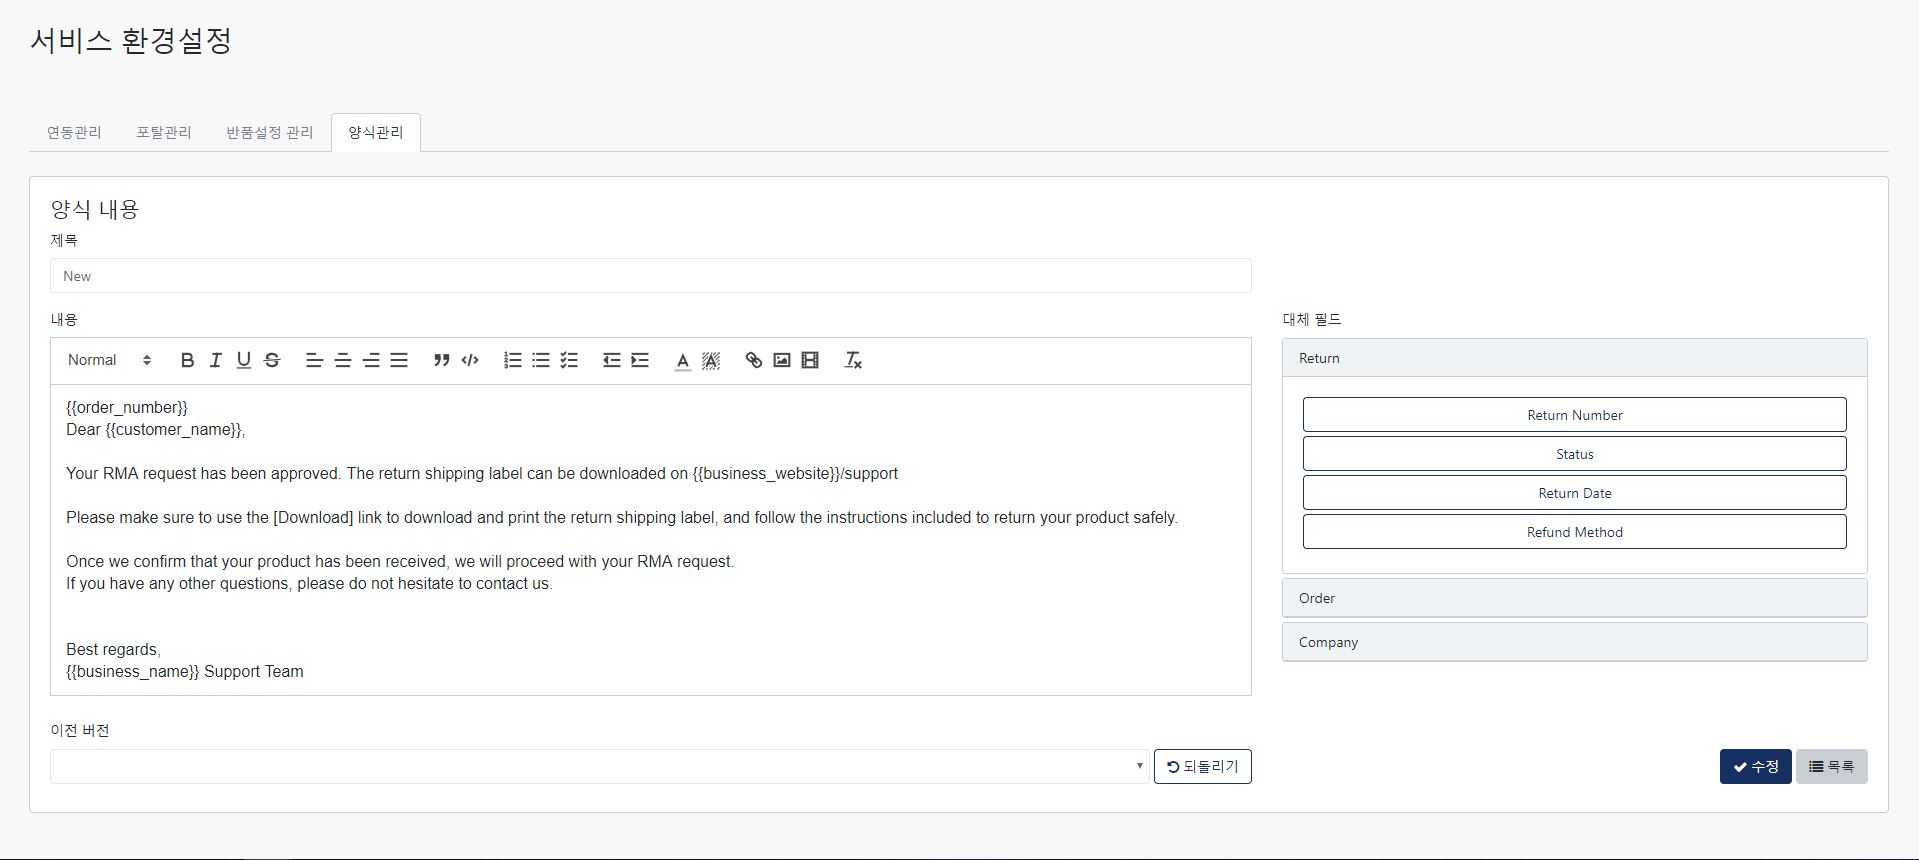 서비스 환경설정
연동관리
포탈관리
반품설정 관리
양식관리
양식 내용
제목
New
내용
Normal
{{order_number}}
Dear {{customer_name}},
Your RMA request has been approved. The return shipping label can be downloaded on {{business_website}}/support
Please make sure to use the [Download] link to download and print the return shipping label, and follow the instructions included to return your product safely.
Once we confirm that your product has been received, we will proceed with your RMA request.
If you have any other questions, please do not hesitate to contact us.
Best regards,
{{business_name}} Support Team
대체 필드
Return
Return Number
Status
Return Date
Refund Method
Order
Company
이전 버전
되돌리기
수정
목록